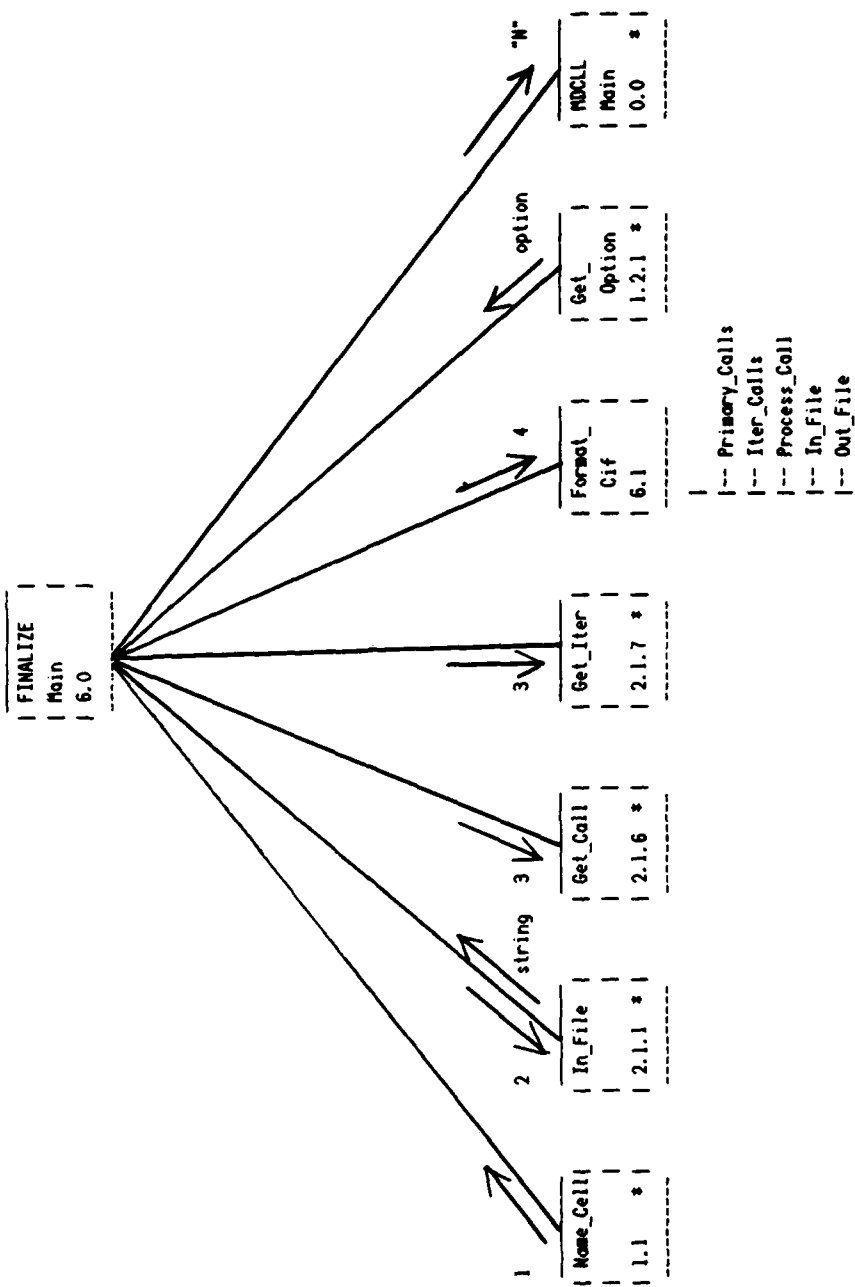 FINALIZE
Main
6.0
1
2
string
3
3
4
option
"N"
| Name_Cell|
| 1.1 * |
| In_File |
| 2.1.1 * |
| Get_Call |
| 2.1.6 * |
| Get_Iter |
| 2.1.7 * |
| Format_ |
| Cif |
| 6.1 |
| Get_ |
| Option |
| 1.2.1 * |
| MDCLL |
| Main |
| 0.0 * |
|-- Primary_Calls
|-- Iter_Calls
|-- Process_Call
|-- In_File
|-- Out_File